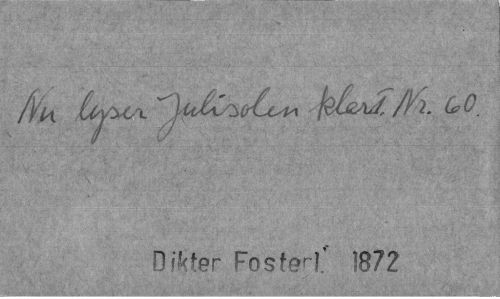 Nu lyser Julisolen klart. Nr. 60.
Dikter Fosterl. 1872